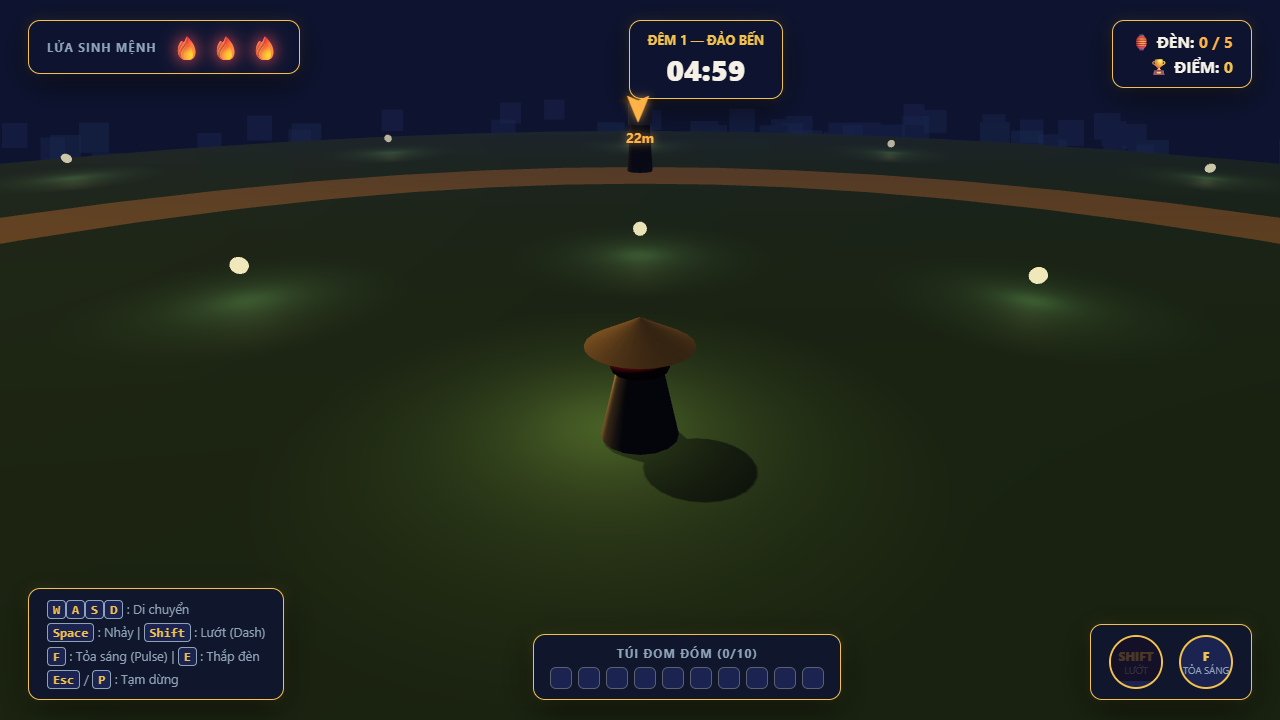 LỬA SINH MỆNH
ĐÊM 1 — ĐẢO BẾN
04:59
ĐÈN: 0 / 5
ĐIỂM: 0
22m
W A S D : Di chuyển
Space : Nhảy | Shift : Lướt (Dash)
F : Tỏa sáng (Pulse) | E : Thắp đèn
Esc / P : Tạm dừng
TÚI ĐOM ĐÓM (0/10)
SHIFT
LƯỚT
F
TỎA SÁNG